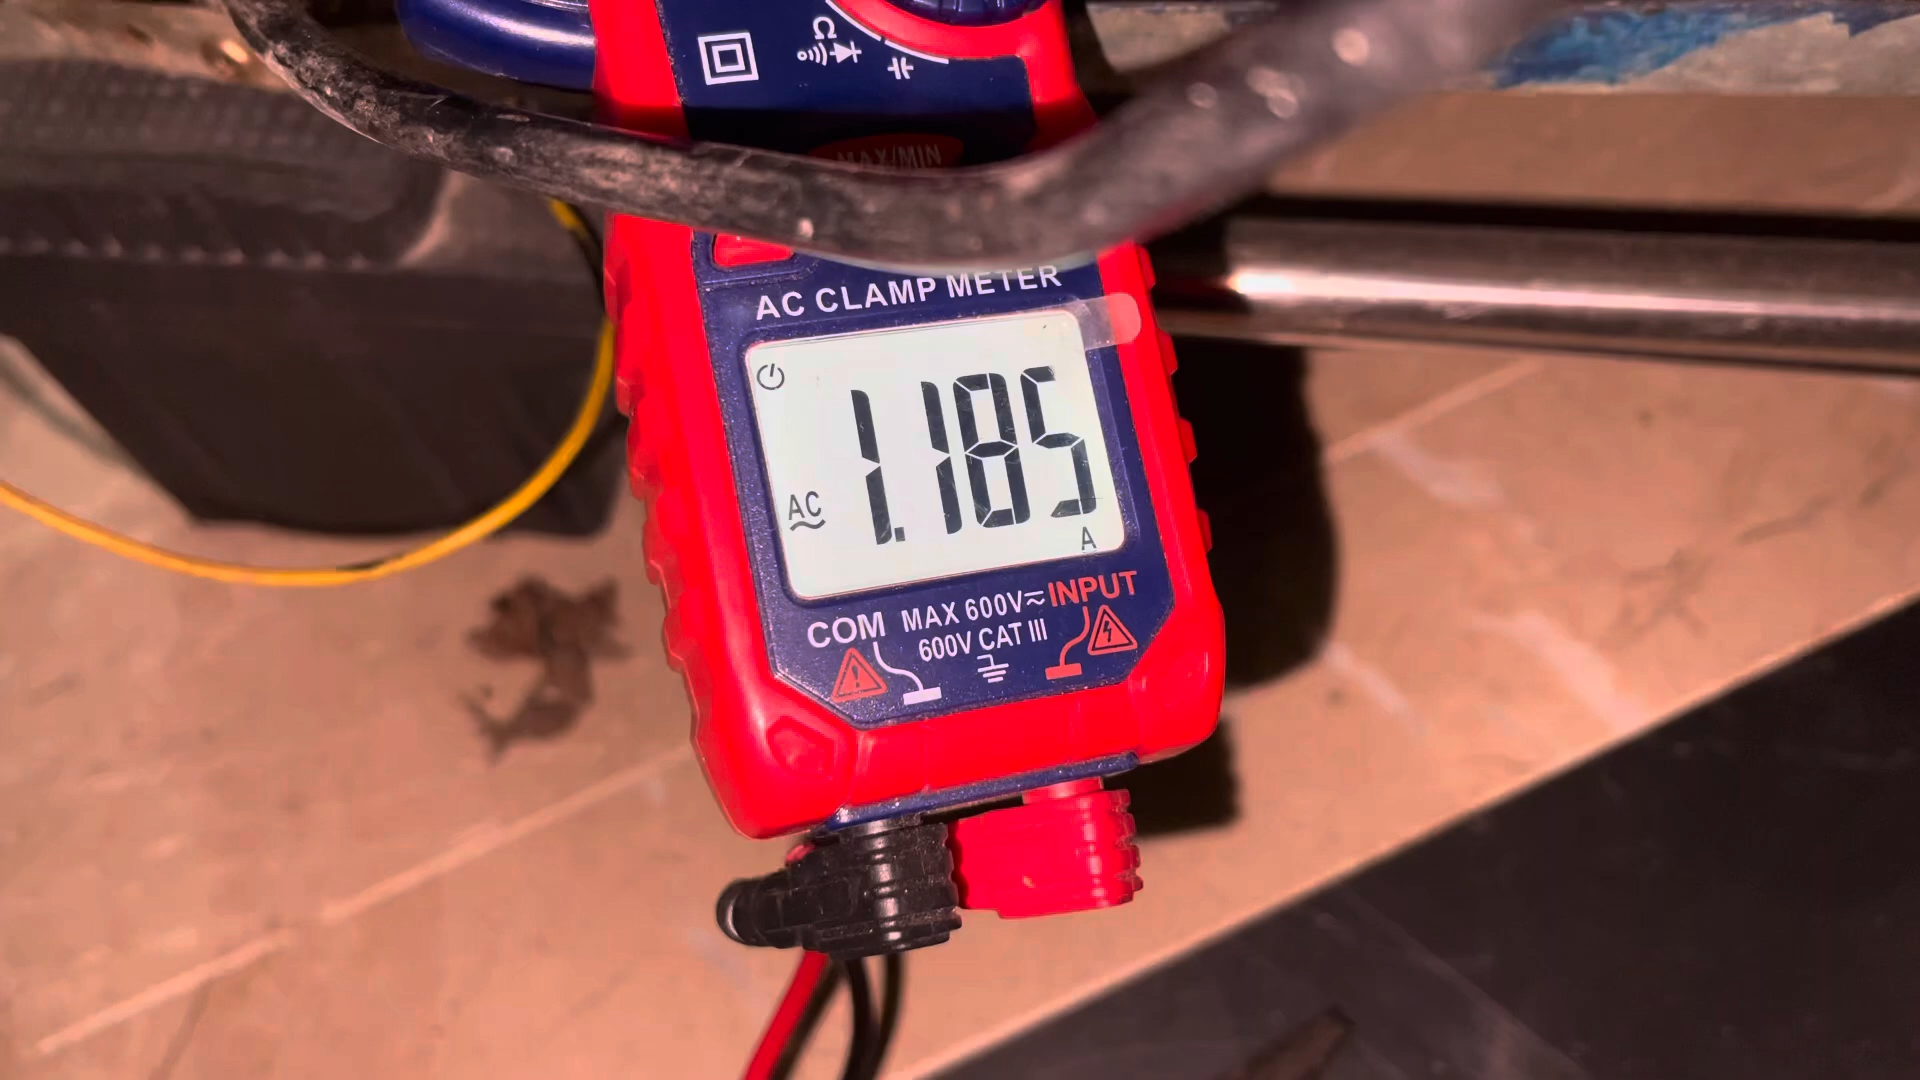 Ω
MAX/MIN
AC CLAMP METER
1.185
AC
A
COM MAX 600V≂ INPUT
600V CAT III